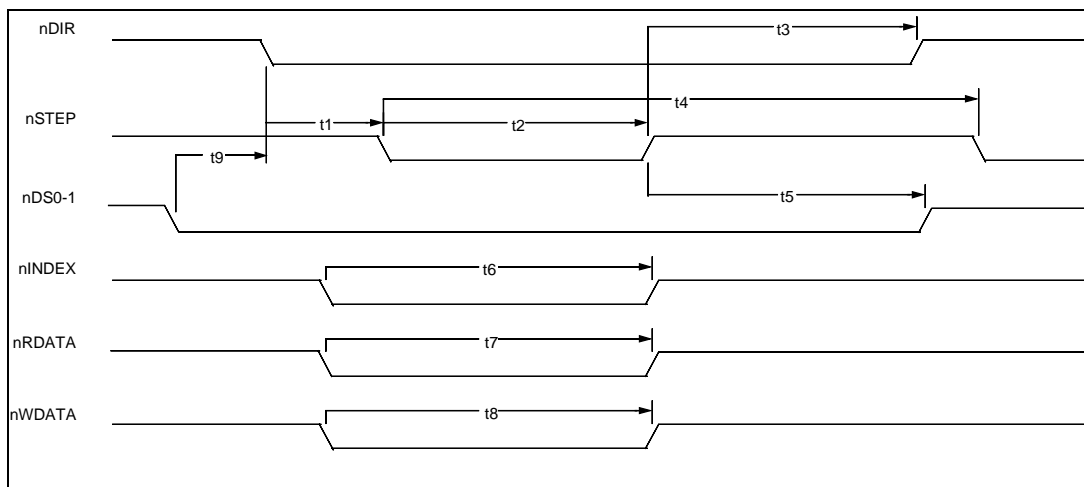 nDIR
t3
t4
nSTEP
t1
t2
t9
nDS0-1
t5
nINDEX
t6
nRDATA
t7
nWDATA
t8